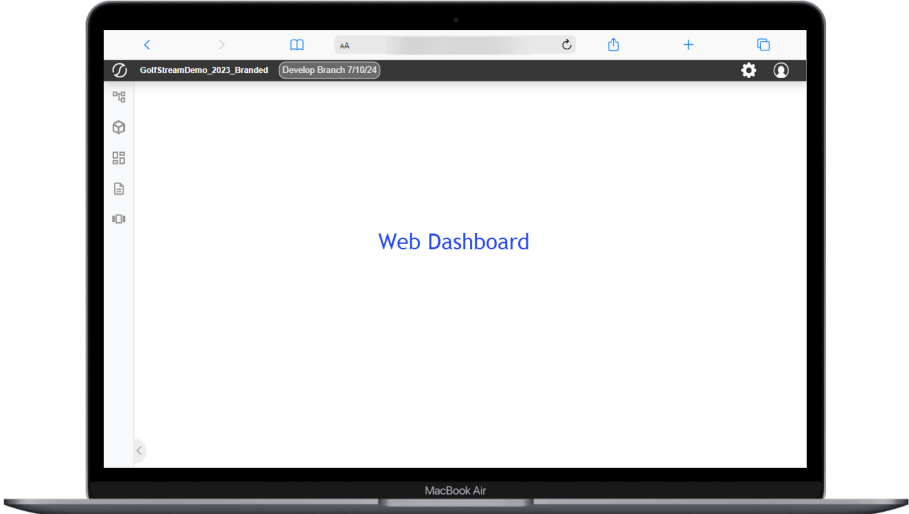 AA
GolfStreamDemo_2023_Branded Develop Branch 7/10/24
Web Dashboard
MacBook Air